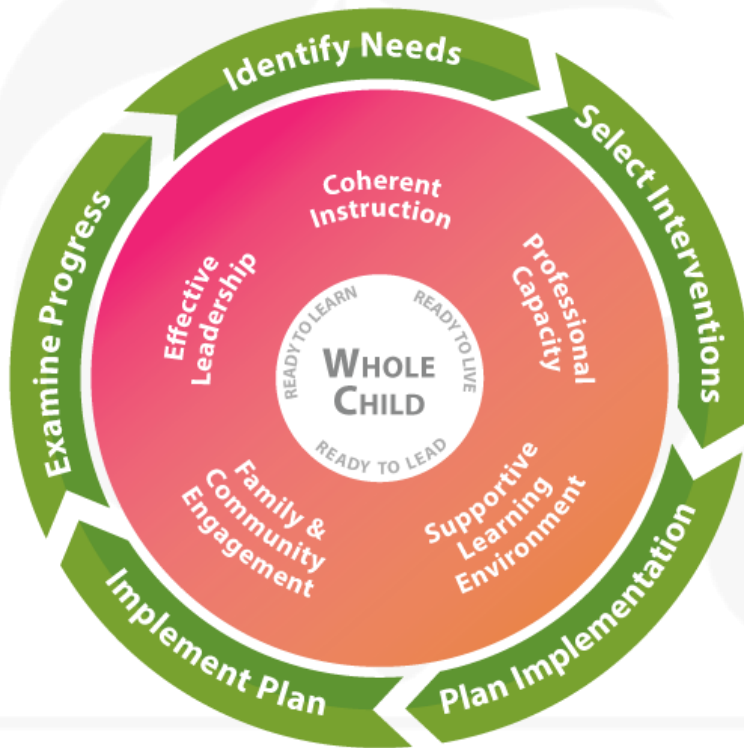 Identify Needs
Select Interventions
Plan Implementation
Implement Plan
Examine Progress
Coherent
Instruction
Professional
Capacity
Supportive
Learning
Environment
Family &
Community
Engagement
Effective
Leadership
READY TO LEARN
READY TO LIVE
READY TO LEAD
WHOLE
CHILD